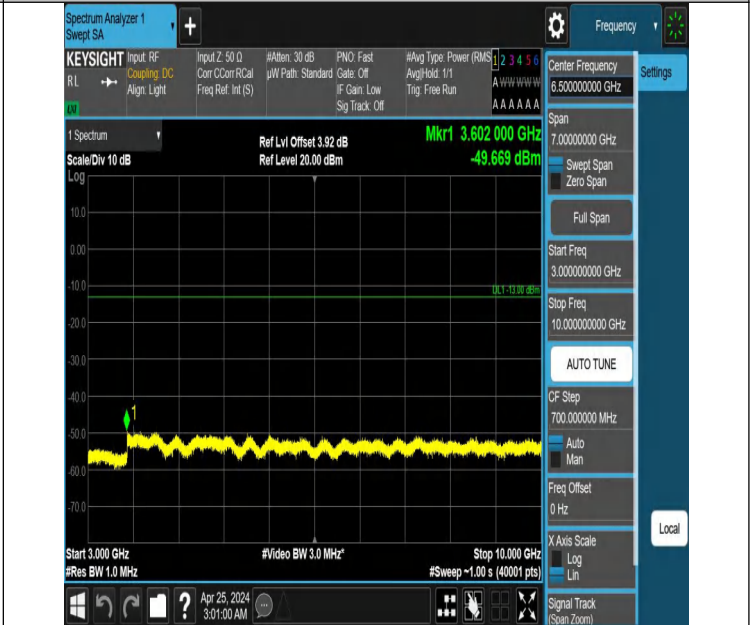 Spectrum Analyzer 1
Swept SA
+
Frequency
KEYSIGHT
RL
LXI
Input: RF
Coupling: DC
Align: Light
Input Z: 50 Ω
Corr CCorr RCal
Freq Ref: Int (S)
#Atten: 30 dB
µW Path: Standard
PNO: Fast
Gate: Off
IF Gain: Low
Sig Track: Off
#Avg Type: Power (RMS
Avg|Hold: 1/1
Trig: Free Run
1 2 3 4 5 6
A W W W W W
A A A A A A
1 Spectrum
Scale/Div 10 dB
Log
Ref Lvl Offset 3.92 dB
Ref Level 20.00 dBm
Mkr1 3.602 000 GHz
-49.669 dBm
10.0
0.00
-10.0
DL1 -13.00 dBm
-20.0
-30.0
-40.0
1
-50.0
-60.0
-70.0
Start 3.000 GHz
#Res BW 1.0 MHz
#Video BW 3.0 MHz*
Stop 10.000 GHz
#Sweep ~1.00 s (40001 pts)
?
Apr 25, 2024
3:01:00 AM
Center Frequency
6.500000000 GHz
Settings
Span
7.00000000 GHz
Swept Span
Zero Span
Full Span
Start Freq
3.000000000 GHz
Stop Freq
10.000000000 GHz
AUTO TUNE
CF Step
700.000000 MHz
Auto
Man
Freq Offset
0 Hz
X Axis Scale
Log
Lin
Local
Signal Track
(Span Zoom)